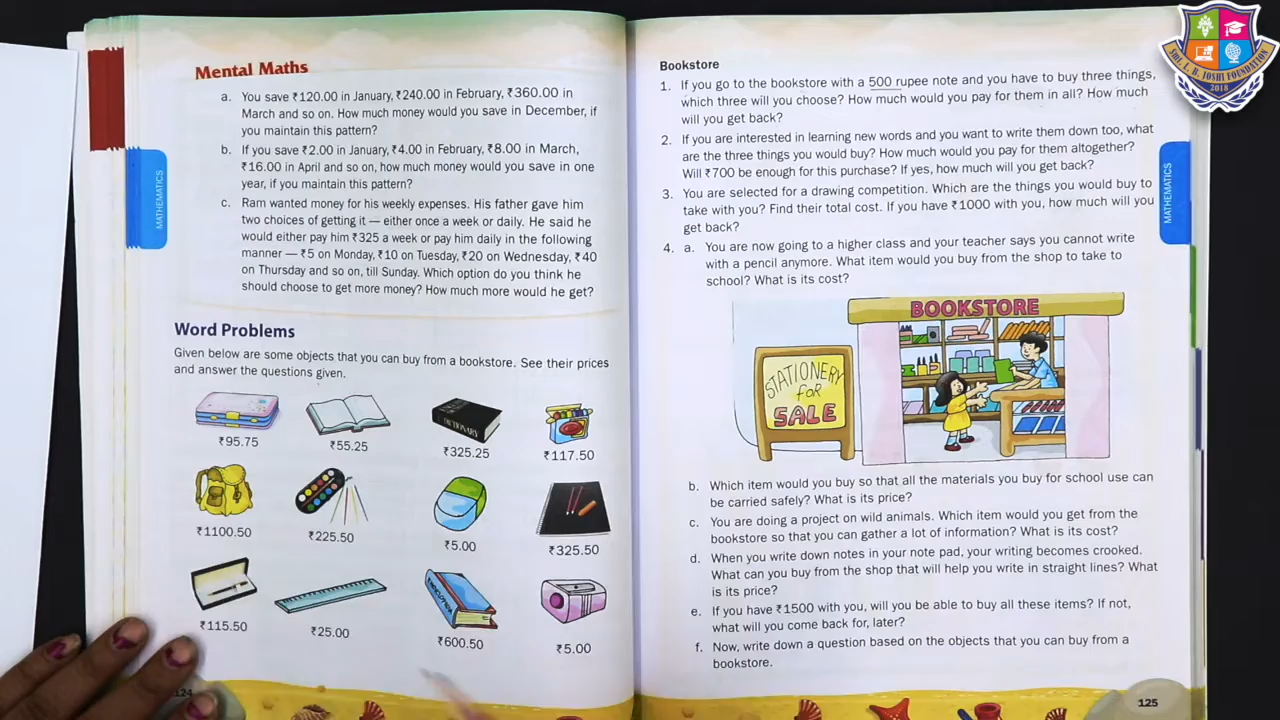 Mental Maths
a. You save ₹120.00 in January, ₹240.00 in February, ₹360.00 in
March and so on. How much money would you save in December, if
you maintain this pattern?
b. If you save ₹2.00 in January, ₹4.00 in February, ₹8.00 in March,
₹16.00 in April and so on, how much money would you save in one
year, if you maintain this pattern?
c. Ram wanted money for his weekly expenses. His father gave him
two choices of getting it — either once a week or daily. He said he
would either pay him ₹325 a week or pay him daily in the following
manner — ₹5 on Monday, ₹10 on Tuesday, ₹20 on Wednesday, ₹40
on Thursday and so on, till Sunday. Which option do you think he
should choose to get more money? How much more would he get?
MATHEMATICS
Word Problems
Given below are some objects that you can buy from a bookstore. See their prices
and answer the questions given.
DICTIONARY
₹95.75
₹55.25
₹325.25
₹117.50
₹1100.50
₹225.50
₹5.00
₹325.50
₹115.50
₹25.00
₹600.50
₹5.00
124
Bookstore
1. If you go to the bookstore with a 500 rupee note and you have to buy three things,
which three will you choose? How much would you pay for them in all? How much
will you get back?
2. If you are interested in learning new words and you want to write them down too, what
are the three things you would buy? How much would you pay for them altogether?
Will ₹700 be enough for this purchase? If yes, how much will you get back?
3. You are selected for a drawing competition. Which are the things you would buy to
take with you? Find their total cost. If you have ₹1000 with you, how much will you
get back?
4. a. You are now going to a higher class and your teacher says you cannot write
with a pencil anymore. What item would you buy from the shop to take to
school? What is its cost?
BOOKSTORE
STATIONERY
for
SALE
b. Which item would you buy so that all the materials you buy for school use can
be carried safely? What is its price?
c. You are doing a project on wild animals. Which item would you get from the
bookstore so that you can gather a lot of information? What is its cost?
d. When you write down notes in your note pad, your writing becomes crooked.
What can you buy from the shop that will help you write in straight lines? What
is its price?
e. If you have ₹1500 with you, will you be able to buy all these items? If not,
what will you come back for, later?
f. Now, write down a question based on the objects that you can buy from a
bookstore.
MATHEMATICS
125
SMT. L. B. JOSHI FOUNDATION
2018